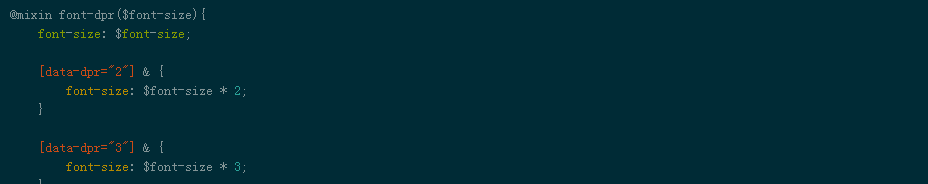 @mixin font-dpr($font-size){
    font-size: $font-size;

    [data-dpr="2"] & {
        font-size: $font-size * 2;
    }

    [data-dpr="3"] & {
        font-size: $font-size * 3;